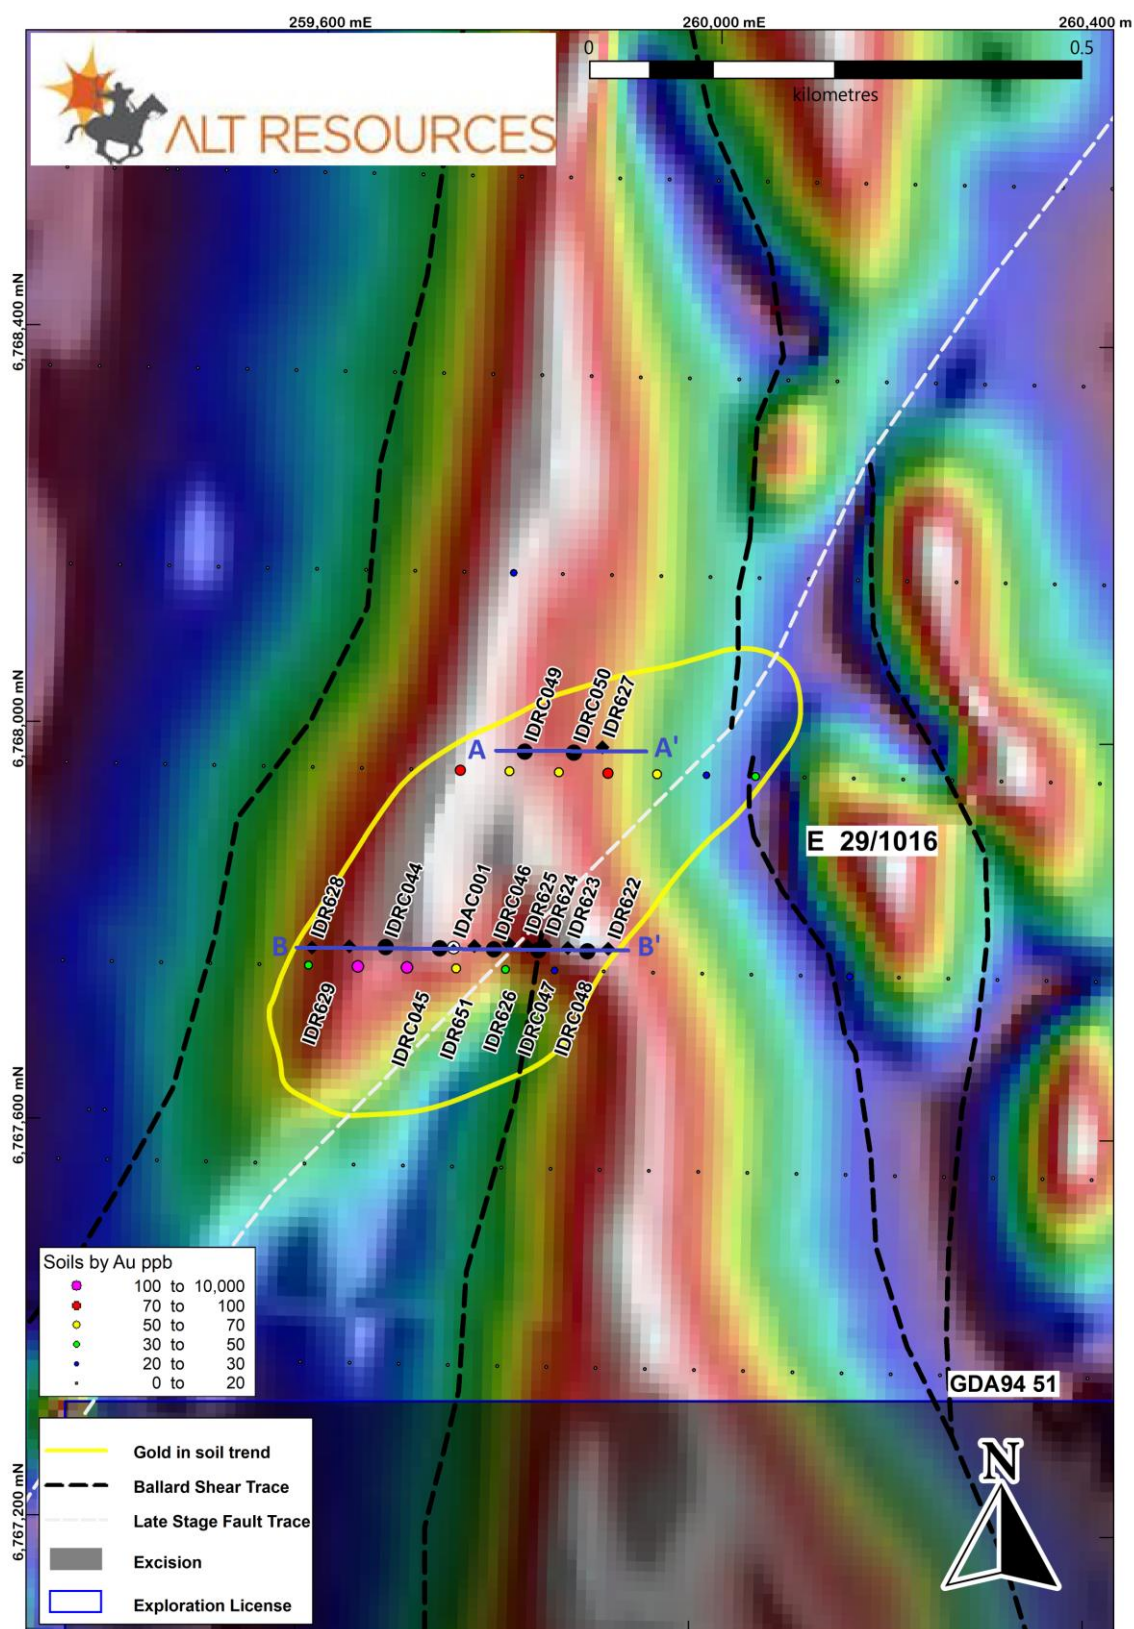 259,600 mE
260,000 mE
260,400 m
ALT RESOURCES
0
0.5
kilometres
6,768,400 mN
6,768,000 mN
6,767,600 mN
6,767,200 mN
IDRC049
IDRC050
IDR627
A
A'
E 29/1016
IDR628
IDRC044
IDAC001
IDRC046
IDR625
IDR624
IDR623
IDR622
B
B'
IDR629
IDRC045
IDR651
IDR626
IDRC047
IDRC048
Soils by Au ppb
100 to 10,000
70 to 100
50 to 70
30 to 50
20 to 30
0 to 20
GDA94 51
Gold in soil trend
Ballard Shear Trace
Late Stage Fault Trace
Excision
Exploration License
N